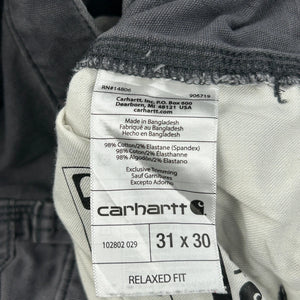 RN#14806 906719
Carhartt, Inc. P.O. Box 600
Dearborn, MI 48121 USA
carhartt.com
Made in Bangladesh
Fabriqué au Bangladesh
Hecho en Bangladesh
98% Cotton/2% Elastane (Spandex)
98% Coton/2% Elasthanne
98% Algodon/2% Elastano
Exclusive of Trimming
Sauf Garnitures
Excepto Adorno
carhartt
102802 029
31 x 30
RELAXED FIT